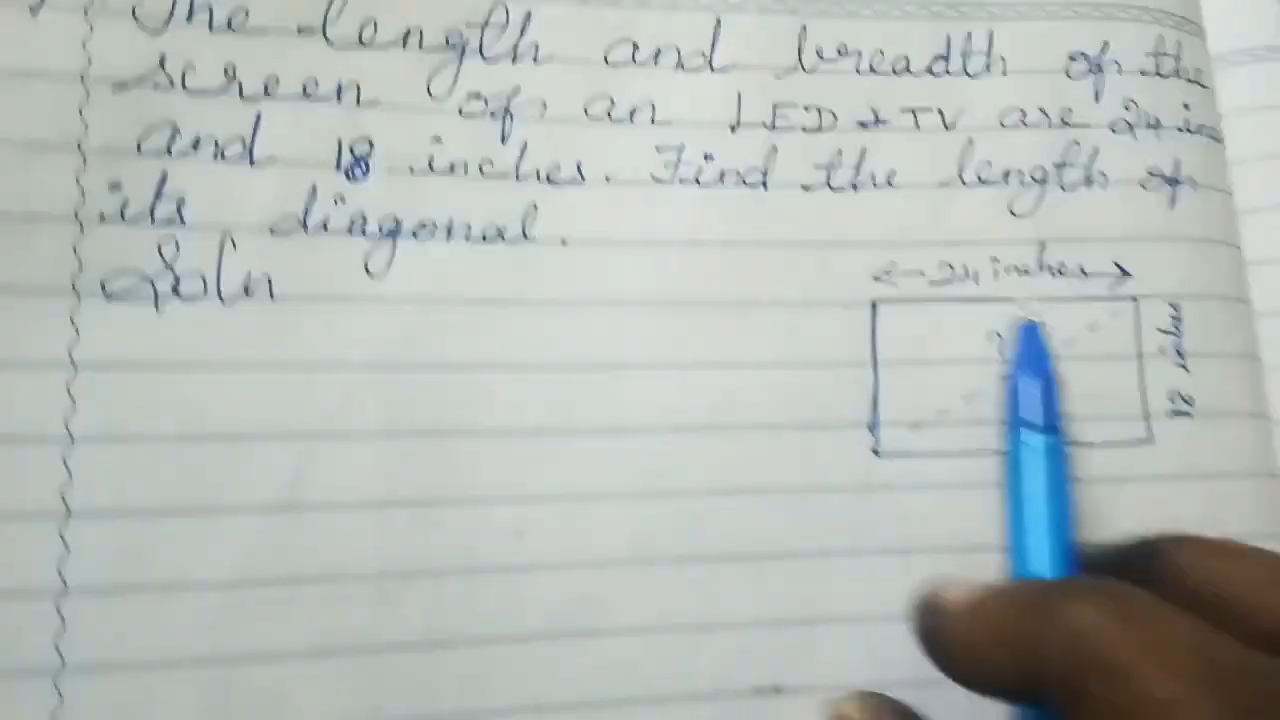 The length and breadth of the
screen of an LED TV are 24 in
and 18 inches. Find the length of
its diagonal.
Soln
24 inches
18 inches